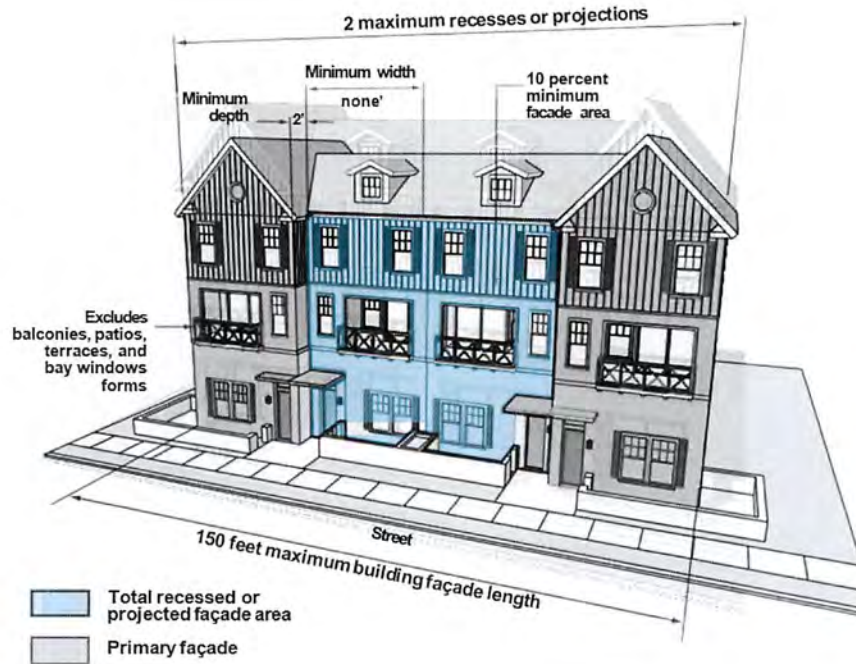 2 maximum recesses or projections
Minimum width
none'
10 percent
minimum
facade area
Minimum
depth
2'
Excludes
balconies, patios,
terraces, and
bay windows
forms
Street
150 feet maximum building façade length
Total recessed or
projected façade area
Primary façade